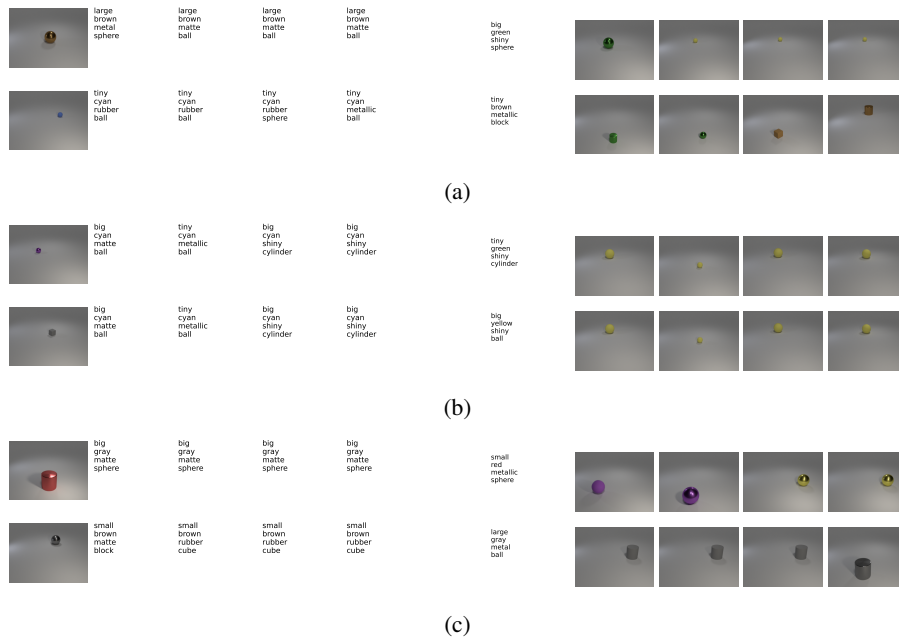 large
brown
metal
sphere
large
brown
matte
ball
large
brown
matte
ball
large
brown
matte
ball
big
green
shiny
sphere
tiny
cyan
rubber
ball
tiny
cyan
rubber
ball
tiny
cyan
rubber
sphere
tiny
cyan
metallic
ball
tiny
brown
metallic
block
(a)
big
cyan
matte
ball
tiny
cyan
metallic
ball
big
cyan
shiny
cylinder
big
cyan
shiny
cylinder
tiny
green
shiny
cylinder
big
cyan
matte
ball
tiny
cyan
metallic
ball
big
cyan
shiny
cylinder
big
cyan
shiny
cylinder
big
yellow
shiny
ball
(b)
big
gray
matte
sphere
big
gray
matte
sphere
big
gray
matte
sphere
big
gray
matte
sphere
small
red
metallic
sphere
small
brown
matte
block
small
brown
rubber
cube
small
brown
rubber
cube
small
brown
rubber
cube
large
gray
metal
ball
(c)